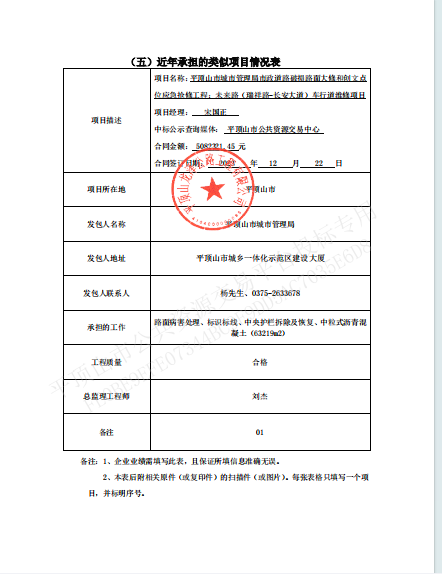 （五）近年承担的类似项目情况表
项目描述
项目名称：平顶山市城市管理局市政道路破损路面大修和创文点
位应急抢修工程：未来路（瑞祥路-长安大道）车行道维修项目
项目经理： 宋国正
中标公示查询媒体： 平顶山市公共资源交易中心
合同金额： 5082321.45 元
合同签订日期： 2021 年 12 月 22 日
项目所在地 平顶山市
发包人名称 平顶山市城市管理局
发包人地址 平顶山市城乡一体化示范区建设大厦
发包人联系人 杨先生、0375-2633678
承担的工作 路面病害处理、标识标线、中央护栏拆除及恢复、中粒式沥青混
凝土（63219m2）
工程质量 合格
总监理工程师 刘杰
备注 01
备注：1、企业业绩需填写此表，且保证所填信息准确无误。
2、本表后附相关原件（或复印件）的扫描件（或图片）。每张表格只填写一个项
目，并标明序号。